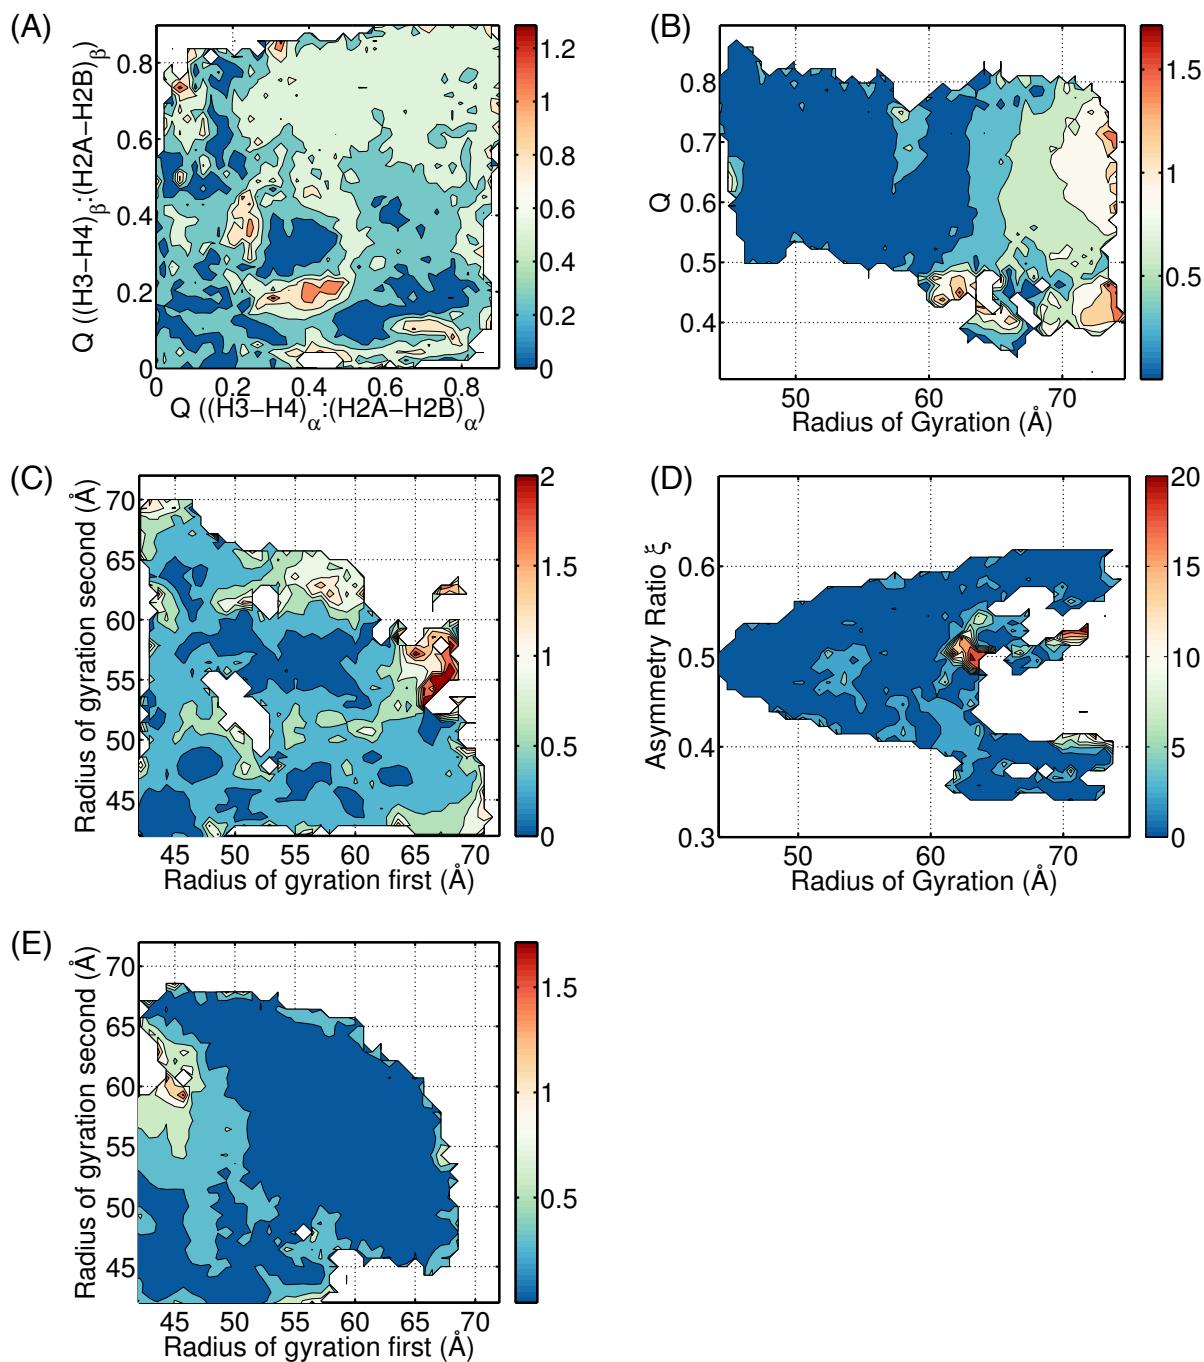 (A)
Q ((H3−H4)β:(H2A−H2B)β)
0.8
0.6
0.4
0.2
0
0 0.2 0.4 0.6 0.8
Q ((H3−H4)α:(H2A−H2B)α)
1.2
1
0.8
0.6
0.4
0.2
0
(B)
Q
0.8
0.7
0.6
0.5
0.4
50 60 70
Radius of Gyration (Å)
1.5
1
0.5
(C)
Radius of gyration second (Å)
70
65
60
55
50
45
45 50 55 60 65 70
Radius of gyration first (Å)
2
1.5
1
0.5
0
(D)
Asymmetry Ratio ξ
0.6
0.5
0.4
0.3
50 60 70
Radius of Gyration (Å)
20
15
10
5
0
(E)
Radius of gyration second (Å)
70
65
60
55
50
45
45 50 55 60 65 70
Radius of gyration first (Å)
1.5
1
0.5